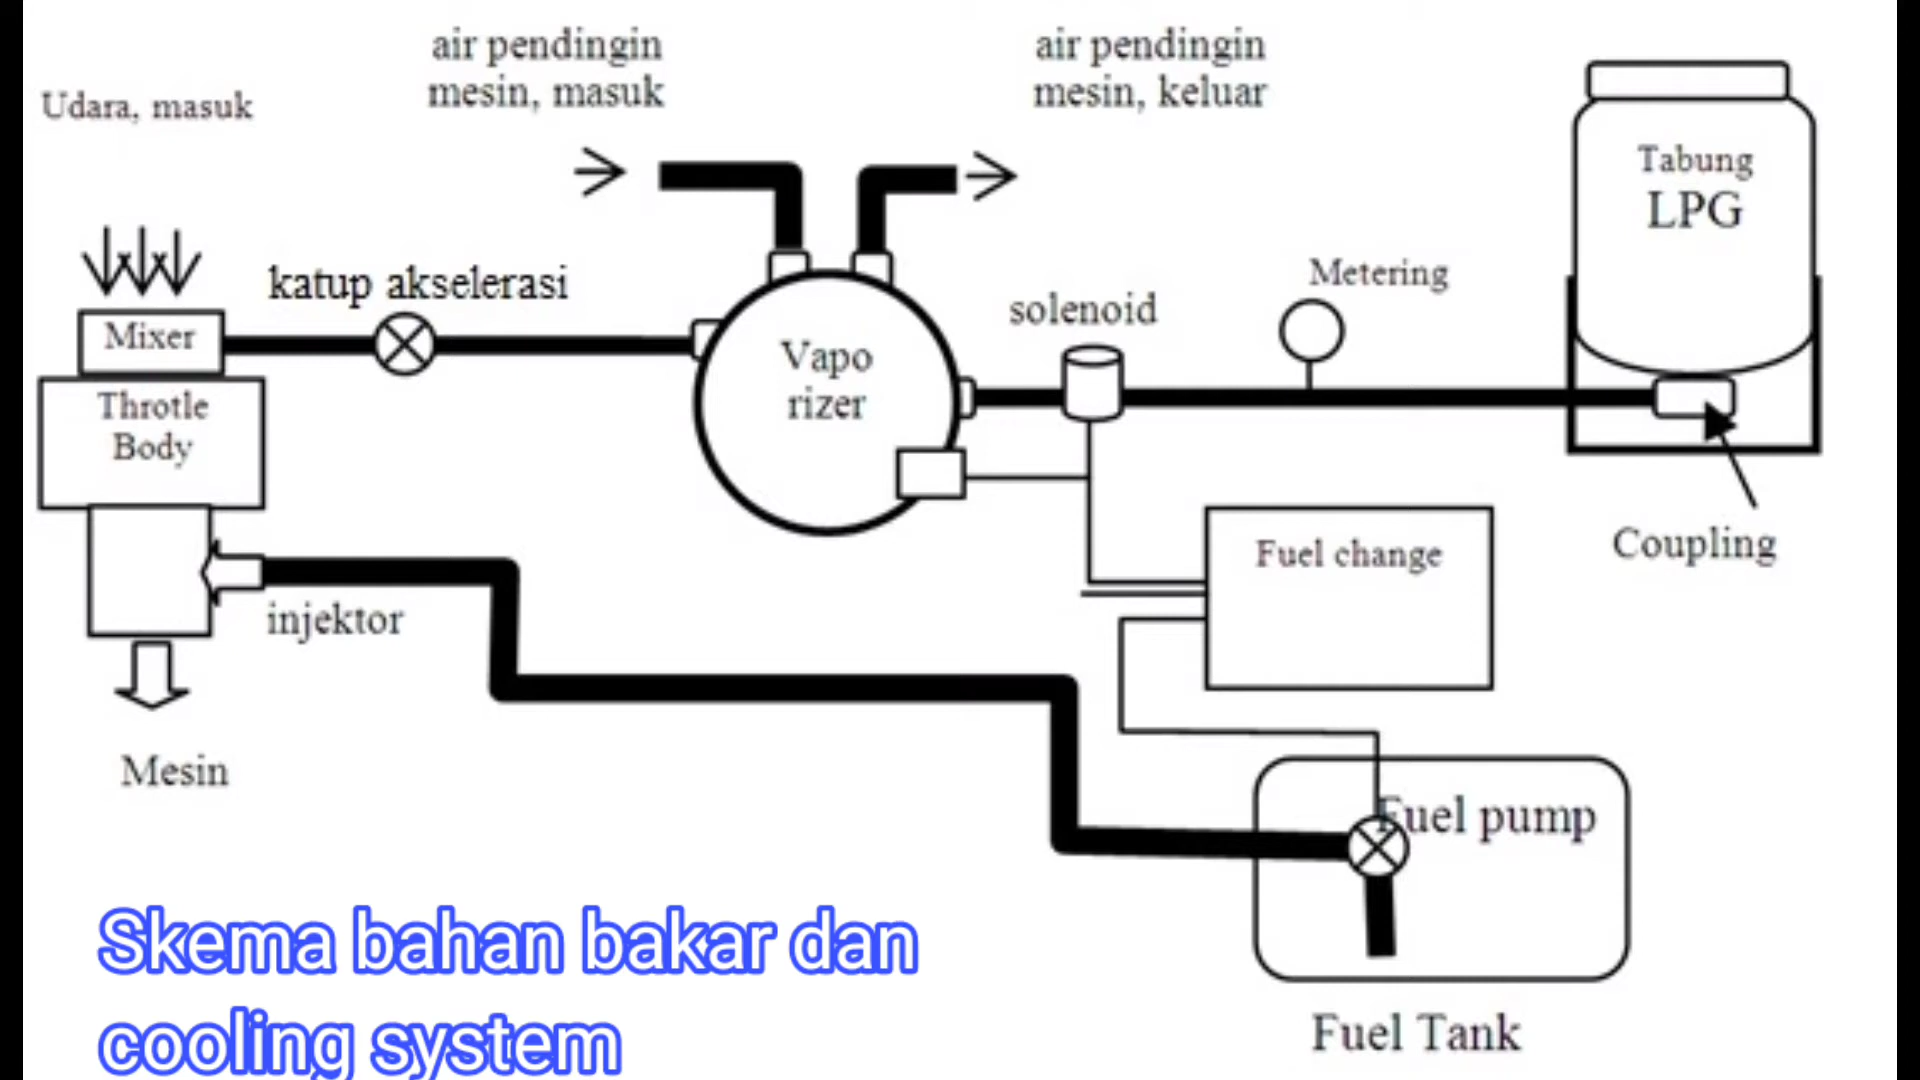 Udara, masuk
air pendingin
mesin, masuk
air pendingin
mesin, keluar
Tabung
LPG
katup akselerasi
Metering
solenoid
Mixer
Throtle
Body
Vapo
rizer
Coupling
Fuel change
injektor
Mesin
Fuel pump
Fuel Tank
Skema bahan bakar dan
cooling system